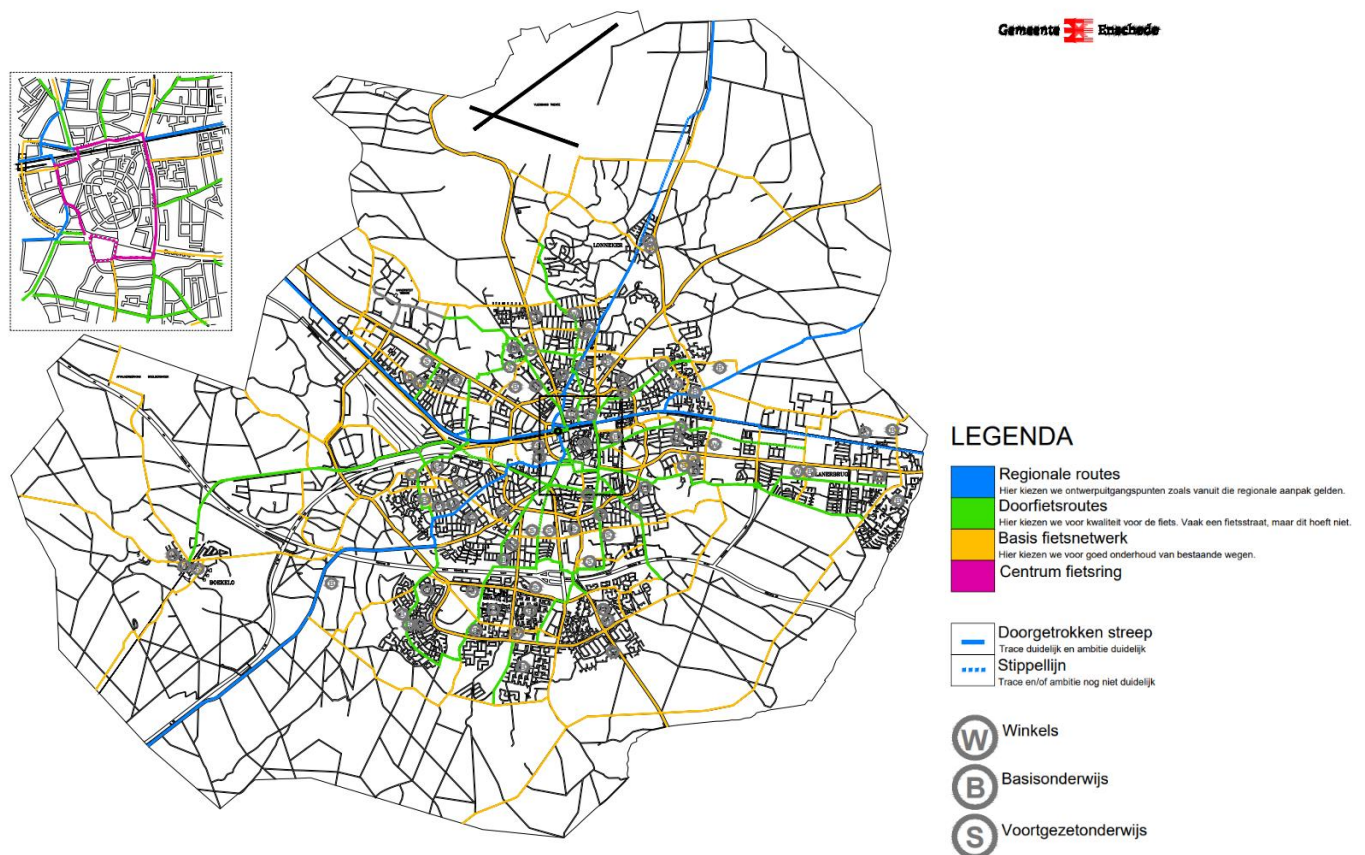 Gemeente Enschede
VLIEGVELD TWENTE
LONNEKER
GLANERBRUG
BOEKELO
LEGENDA
Regionale routes
Hier kiezen we ontwerpuitgangspunten zoals vanuit die regionale aanpak gelden.
Doorfietsroutes
Hier kiezen we voor kwaliteit voor de fiets. Vaak een fietsstraat, maar dit hoeft niet.
Basis fietsnetwerk
Hier kiezen we voor goed onderhoud van bestaande wegen.
Centrum fietsring
Doorgetrokken streep
Trace duidelijk en ambitie duidelijk
Stippellijn
Trace en/of ambitie nog niet duidelijk
W Winkels
B Basisonderwijs
S Voortgezetonderwijs